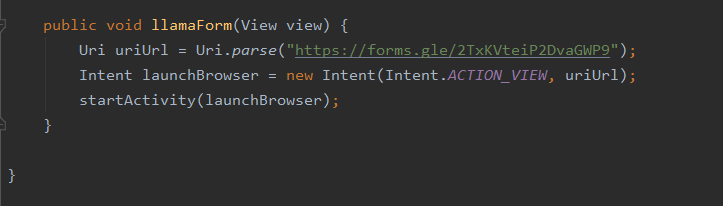 public void llamaForm(View view) {
Uri uriUrl = Uri.parse("https://forms.gle/2TxKVteiP2DvaGWP9");
Intent launchBrowser = new Intent(Intent.ACTION_VIEW, uriUrl);
startActivity(launchBrowser);
}
}